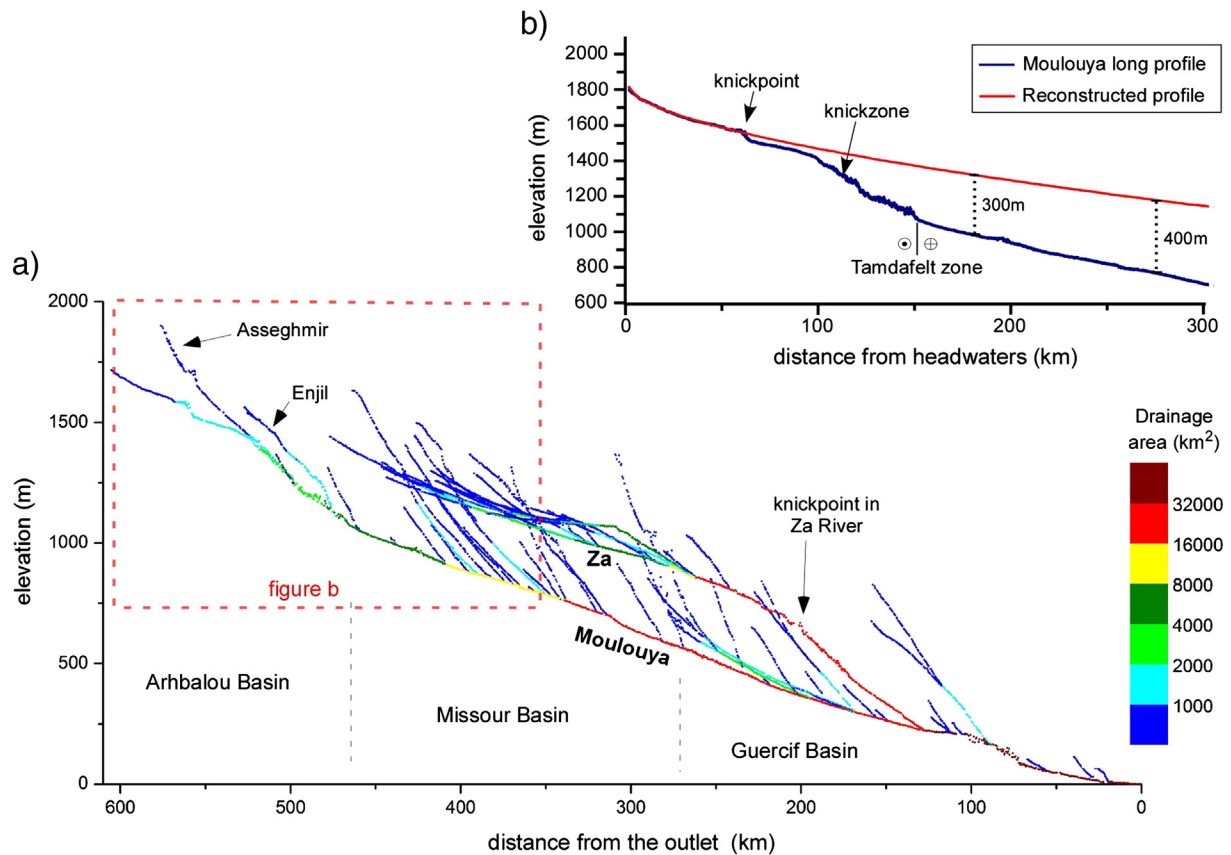 b)
2000
1800
1600
1400
1200
1000
800
600
elevation (m)
knickpoint
knickzone
Moulouya long profile
Reconstructed profile
300m
400m
Tamdafelt zone
0
100
200
300
distance from headwaters (km)
a)
2000
1500
1000
500
0
elevation (m)
Asseghmir
Enjil
figure b
Za
Moulouya
knickpoint in
Za River
Arhbalou Basin
Missour Basin
Guercif Basin
600
500
400
300
200
100
0
distance from the outlet (km)
Drainage
area (km²)
32000
16000
8000
4000
2000
1000